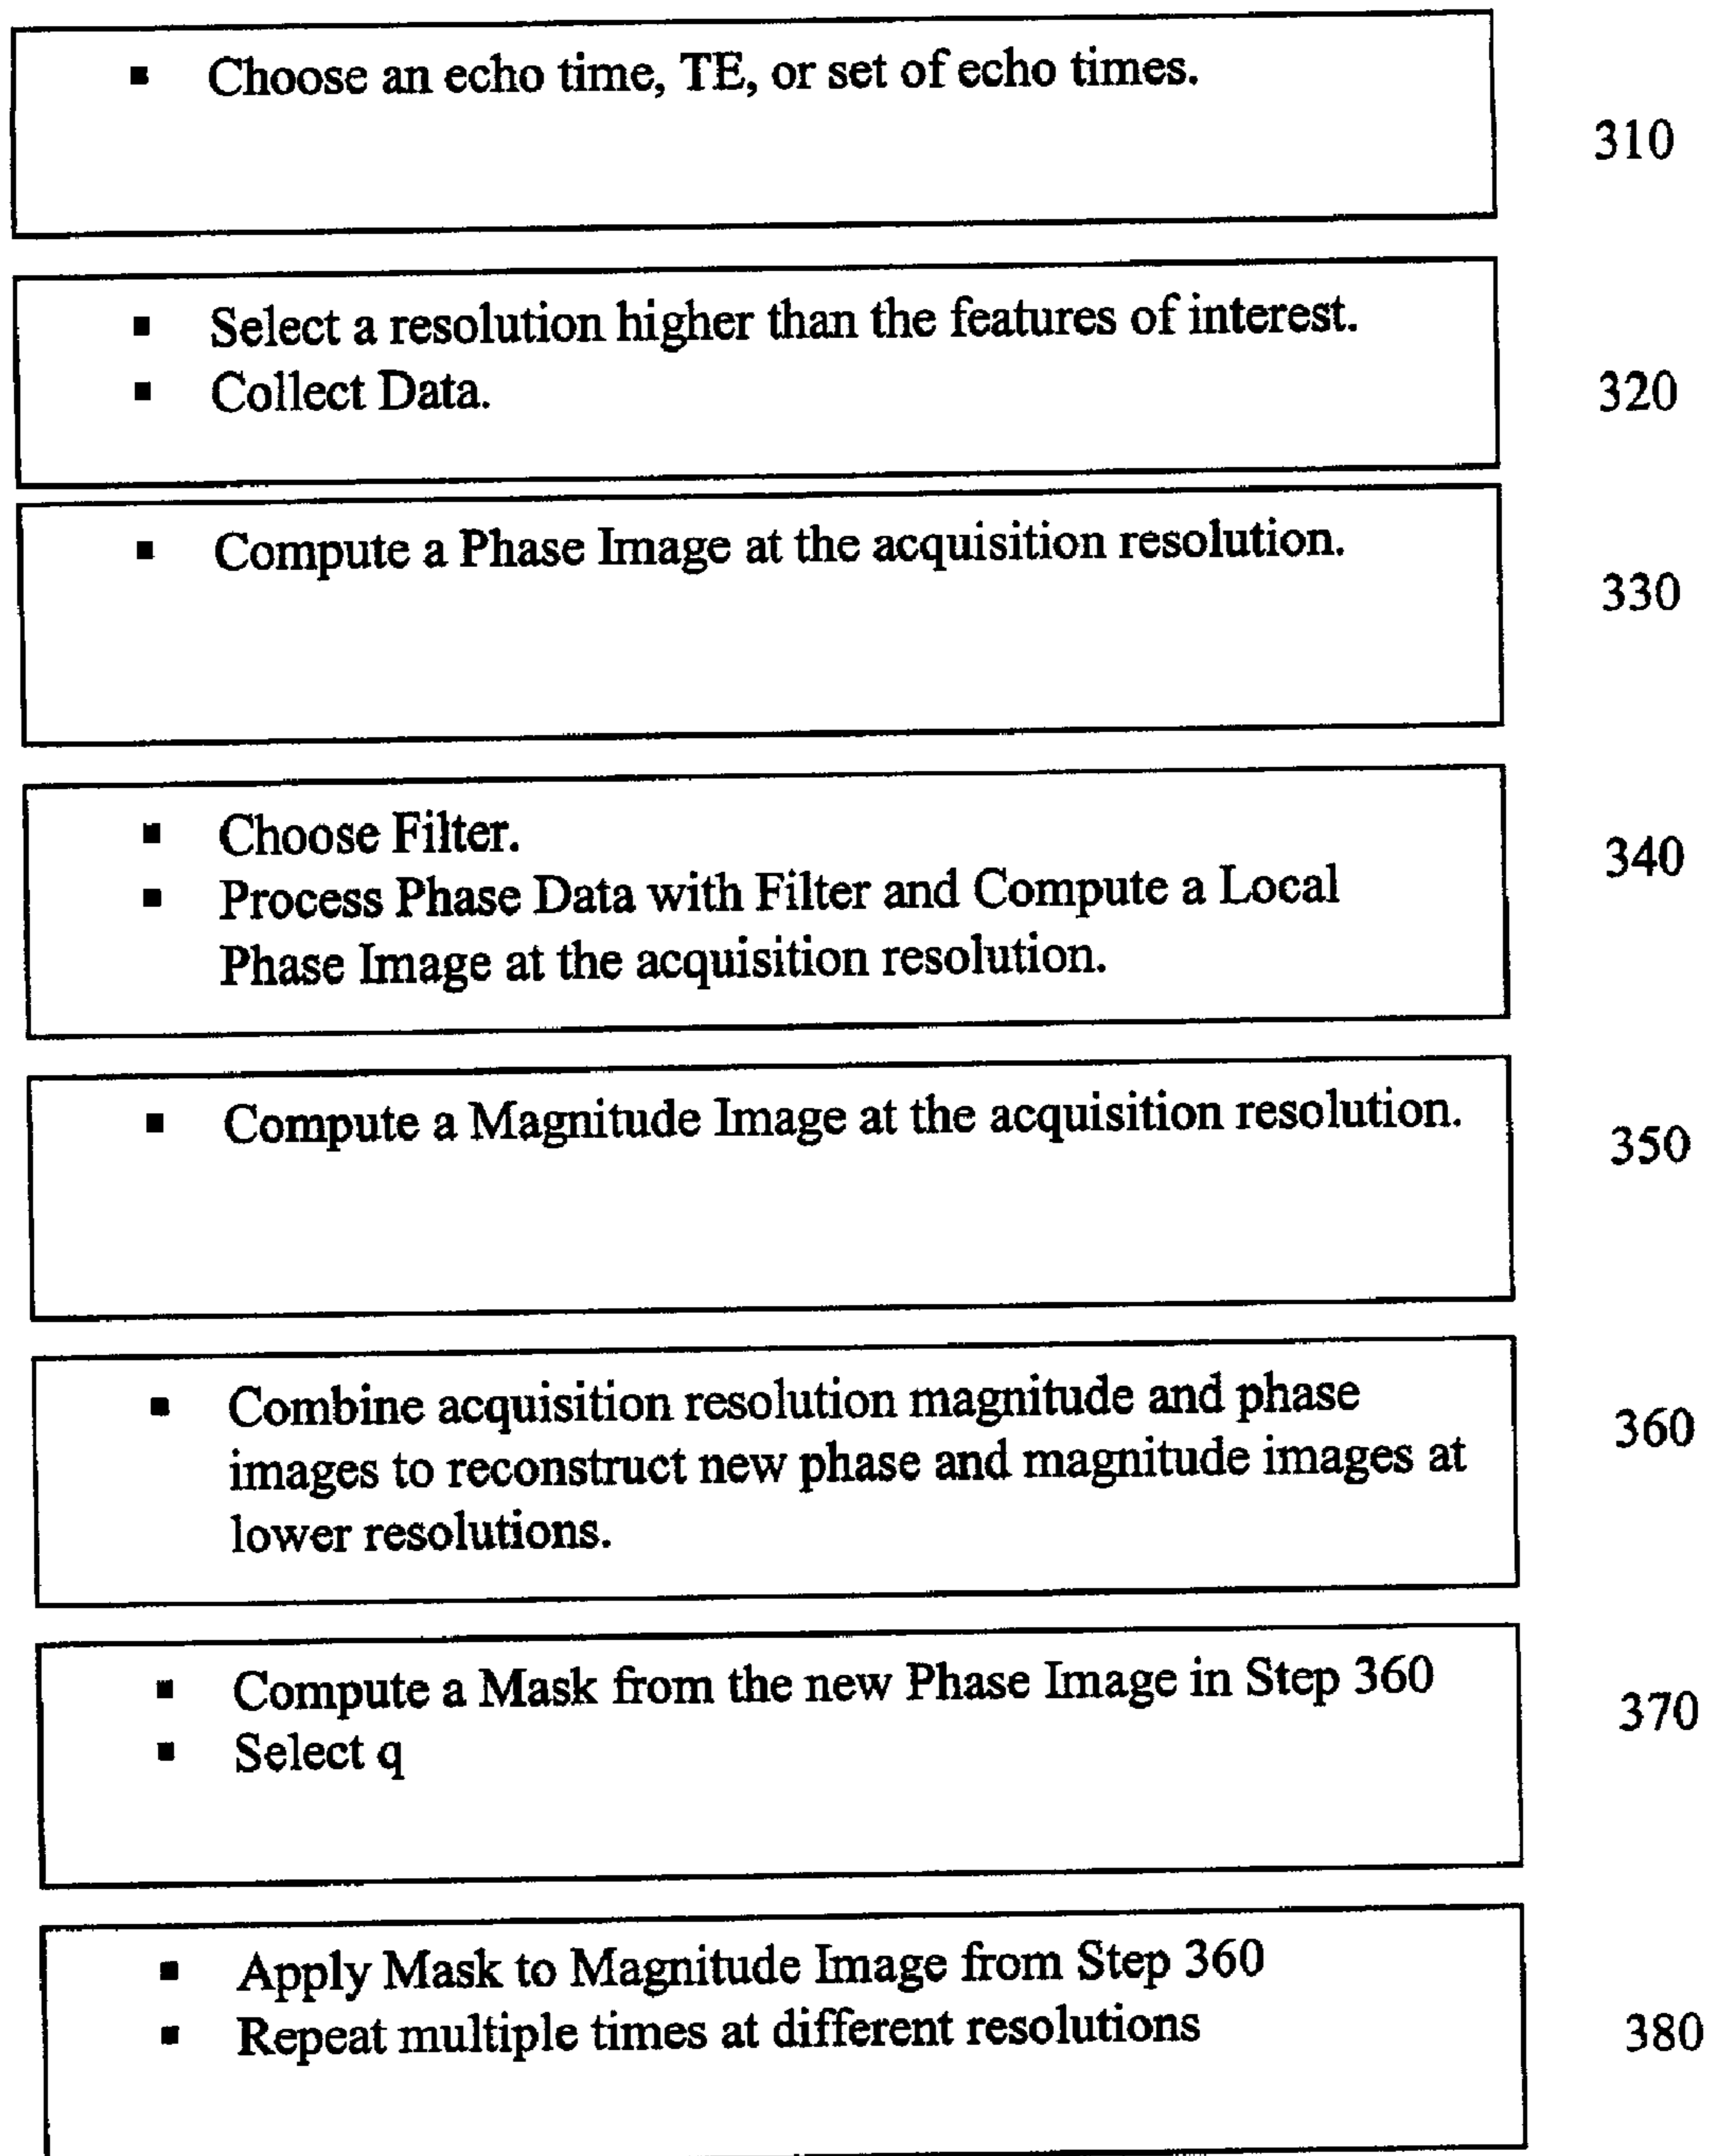 ▪ Choose an echo time, TE, or set of echo times.
310
▪ Select a resolution higher than the features of interest.
▪ Collect Data.
320
▪ Compute a Phase Image at the acquisition resolution.
330
▪ Choose Filter.
▪ Process Phase Data with Filter and Compute a Local
Phase Image at the acquisition resolution.
340
▪ Compute a Magnitude Image at the acquisition resolution.
350
▪ Combine acquisition resolution magnitude and phase
images to reconstruct new phase and magnitude images at
lower resolutions.
360
▪ Compute a Mask from the new Phase Image in Step 360
▪ Select q
370
▪ Apply Mask to Magnitude Image from Step 360
▪ Repeat multiple times at different resolutions
380